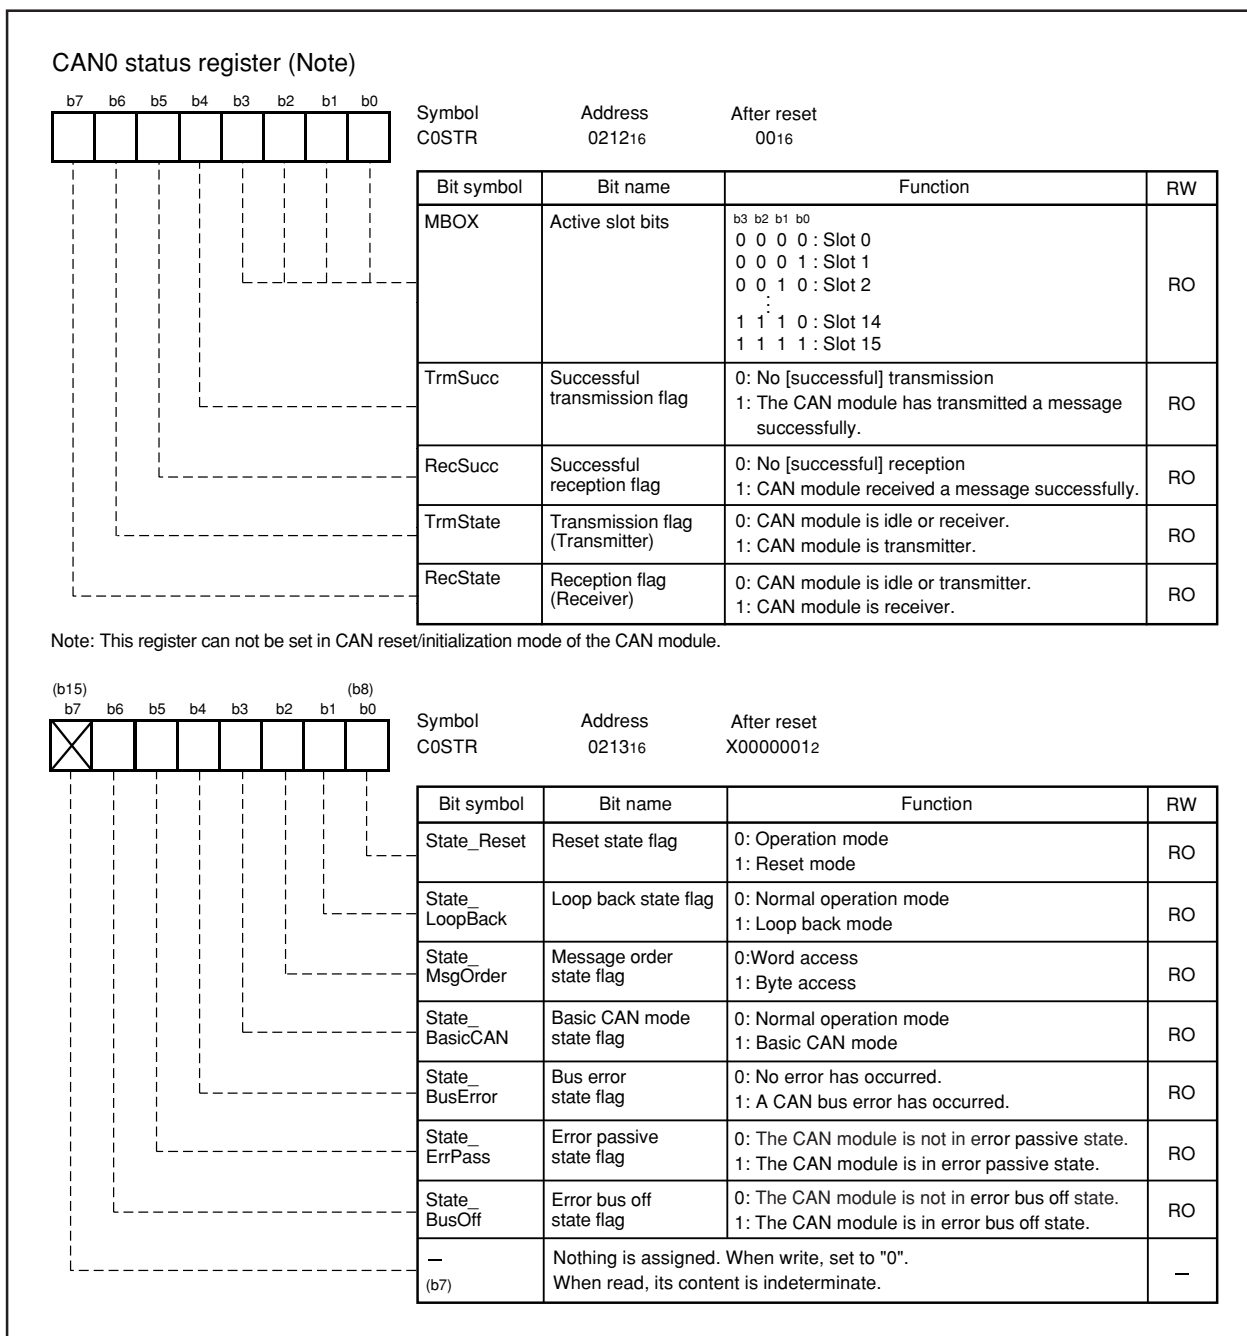 CAN0 status register (Note)
b7 b6 b5 b4 b3 b2 b1 b0
Symbol Address After reset
C0STR 021216 0016
Bit symbol Bit name Function RW
MBOX Active slot bits b3 b2 b1 b0
0 0 0 0 : Slot 0
0 0 0 1 : Slot 1
0 0 1 0 : Slot 2
:
1 1 1 0 : Slot 14
1 1 1 1 : Slot 15
RO
TrmSucc Successful transmission flag
0: No [successful] transmission
1: The CAN module has transmitted a message
successfully.
RO
RecSucc Successful reception flag
0: No [successful] reception
1: CAN module received a message successfully.
RO
TrmState Transmission flag (Transmitter)
0: CAN module is idle or receiver.
1: CAN module is transmitter.
RO
RecState Reception flag (Receiver)
0: CAN module is idle or transmitter.
1: CAN module is receiver.
RO
Note: This register can not be set in CAN reset/initialization mode of the CAN module.
(b15) (b8)
b7 b6 b5 b4 b3 b2 b1 b0
Symbol Address After reset
C0STR 021316 X00000012
Bit symbol Bit name Function RW
State_Reset Reset state flag
0: Operation mode
1: Reset mode
RO
State_
LoopBack
Loop back state flag
0: Normal operation mode
1: Loop back mode
RO
State_
MsgOrder
Message order
state flag
0:Word access
1: Byte access
RO
State_
BasicCAN
Basic CAN mode
state flag
0: Normal operation mode
1: Basic CAN mode
RO
State_
BusError
Bus error
state flag
0: No error has occurred.
1: A CAN bus error has occurred.
RO
State_
ErrPass
Error passive
state flag
0: The CAN module is not in error passive state.
1: The CAN module is in error passive state.
RO
State_
BusOff
Error bus off
state flag
0: The CAN module is not in error bus off state.
1: The CAN module is in error bus off state.
RO
–
(b7)
Nothing is assigned. When write, set to "0".
When read, its content is indeterminate.
–